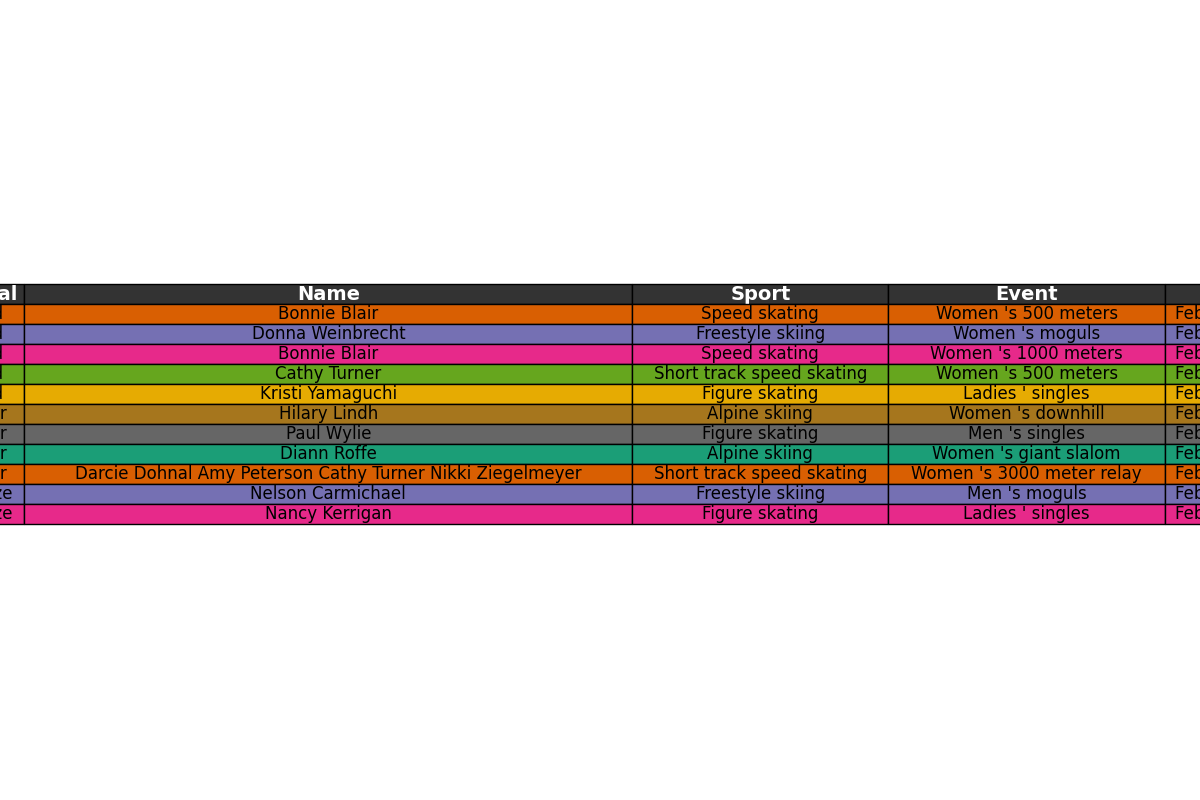 al Name Sport Event
d Bonnie Blair Speed skating Women 's 500 meters Feb
d Donna Weinbrecht Freestyle skiing Women 's moguls Feb
d Bonnie Blair Speed skating Women 's 1000 meters Feb
d Cathy Turner Short track speed skating Women 's 500 meters Feb
d Kristi Yamaguchi Figure skating Ladies ' singles Feb
r Hilary Lindh Alpine skiing Women 's downhill Feb
r Paul Wylie Figure skating Men 's singles Feb
r Diann Roffe Alpine skiing Women 's giant slalom Feb
r Darcie Dohnal Amy Peterson Cathy Turner Nikki Ziegelmeyer Short track speed skating Women 's 3000 meter relay Feb
ze Nelson Carmichael Freestyle skiing Men 's moguls Feb
ze Nancy Kerrigan Figure skating Ladies ' singles Feb